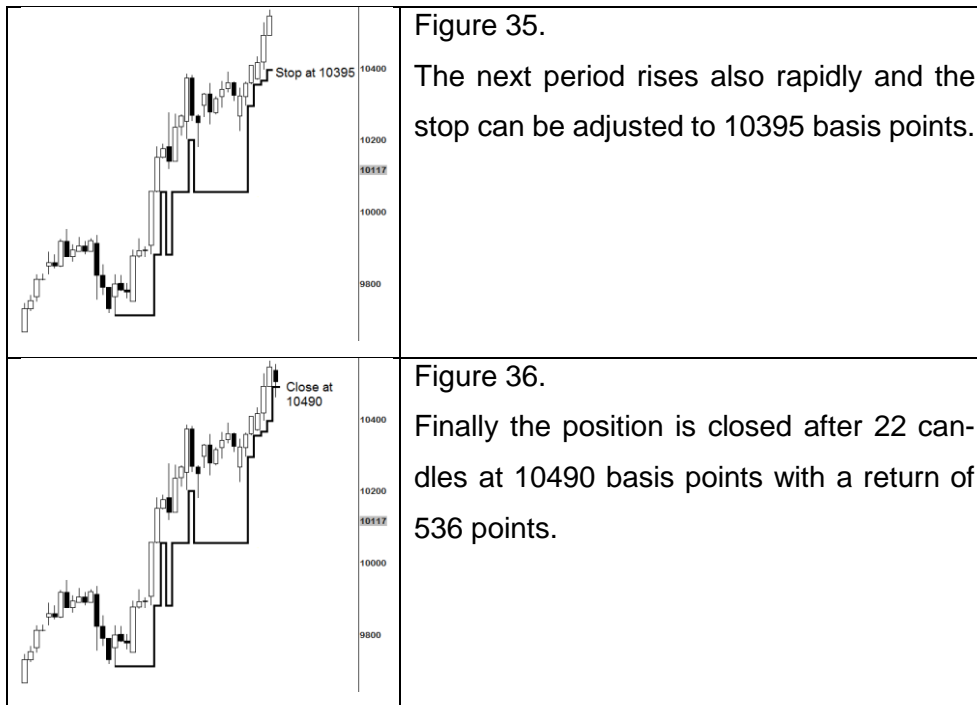 Stop at 10395
10400
10200
10117
10000
9800
Figure 35.
The next period rises also rapidly and the
stop can be adjusted to 10395 basis points.
Close at
10490
10400
10200
10117
10000
9800
Figure 36.
Finally the position is closed after 22 can-
dles at 10490 basis points with a return of
536 points.